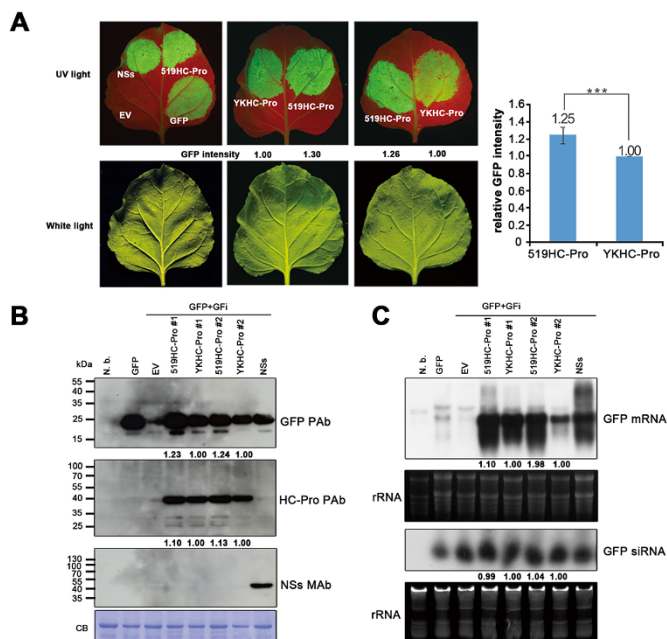 A
UV light
NSs
519HC-Pro
EV
GFP
YKHC-Pro
519HC-Pro
519HC-Pro
YKHC-Pro
GFP intensity 1.00 1.30 1.26 1.00
White light
relative GFP intensity
1.6
1.4
1.2
1
0.8
0.6
0.4
0.2
0
***
1.25
1.00
519HC-Pro YKHC-Pro
B
GFP+GFi
kDa
N. b.
GFP
EV
519HC-Pro #1
YKHC-Pro #1
519HC-Pro #2
YKHC-Pro #2
NSs
55
40
35
25
15
GFP PAb
1.23 1.00 1.24 1.00
100
70
55
40
35
25
HC-Pro PAb
1.10 1.00 1.13 1.00
130
100
70
55
40
35
NSs MAb
CB
C
GFP+GFi
N. b.
GFP
EV
519HC-Pro #1
YKHC-Pro #1
519HC-Pro #2
YKHC-Pro #2
NSs
GFP mRNA
1.10 1.00 1.98 1.00
rRNA
GFP siRNA
0.99 1.00 1.04 1.00
rRNA